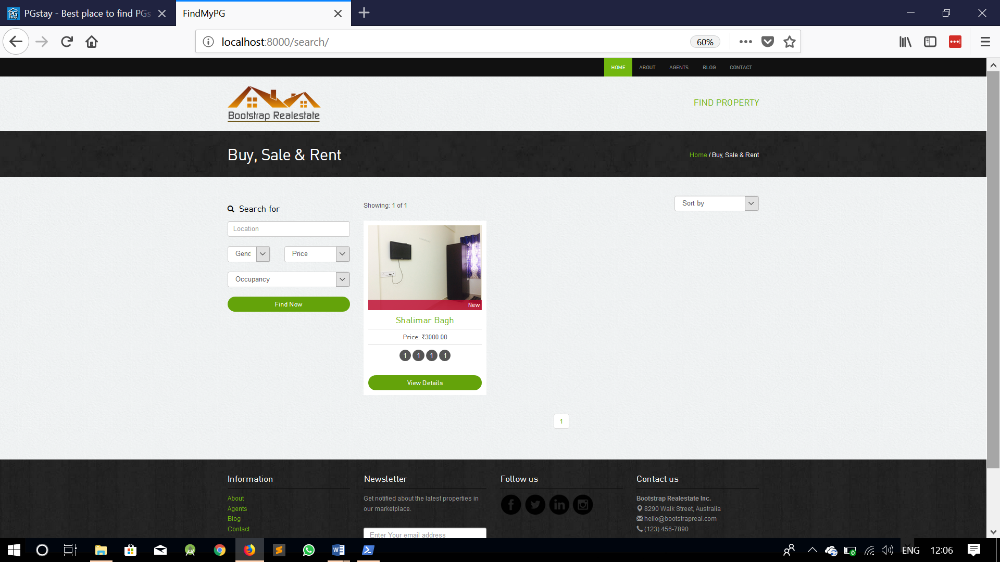 PGstay - Best place to find PGs
FindMyPG
localhost:8000/search/
60%
HOME ABOUT AGENTS BLOG CONTACT
Bootstrap Realestate
FIND PROPERTY
Buy, Sale & Rent
Home / Buy, Sale & Rent
Search for
Location
Genc
Price
Occupancy
Find Now
Showing: 1 of 1
Sort by
New
Shalimar Bagh
Price: ₹3000.00
1 1 1 1
View Details
1
Information
About
Agents
Blog
Contact
Newsletter
Get notified about the latest properties in
our marketplace.
Enter Your email address
Follow us
Contact us
Bootstrap Realestate Inc.
8290 Walk Street, Australia
hello@bootstrapreal.com
(123) 456-7890
ENG 12:06